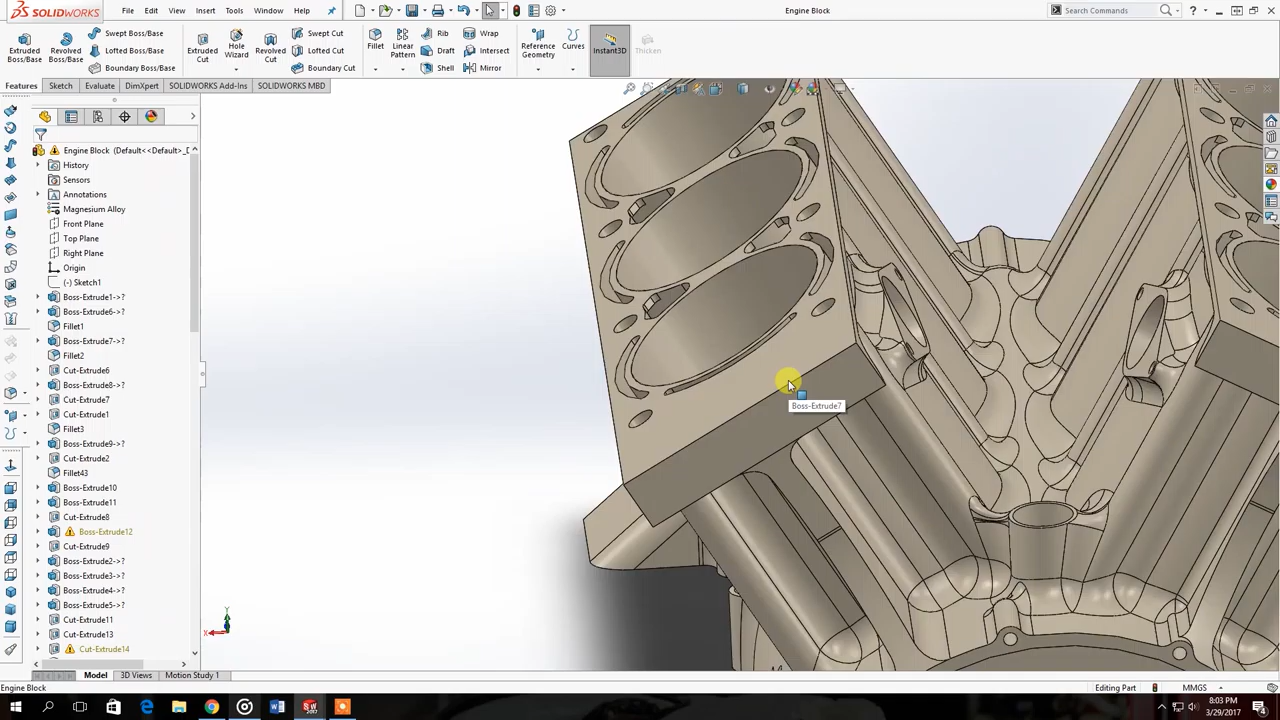 SOLIDWORKS
File
Edit
View
Insert
Tools
Window
Help
Engine Block
Search Commands
Extruded Boss/Base
Revolved Boss/Base
Swept Boss/Base
Lofted Boss/Base
Boundary Boss/Base
Extruded Cut
Hole Wizard
Revolved Cut
Swept Cut
Lofted Cut
Boundary Cut
Fillet
Linear Pattern
Rib
Draft
Shell
Wrap
Intersect
Mirror
Reference Geometry
Curves
Instant3D
Thicken
Features
Sketch
Evaluate
DimXpert
SOLIDWORKS Add-Ins
SOLIDWORKS MBD
Engine Block (Default<<Default>_D
History
Sensors
Annotations
Magnesium Alloy
Front Plane
Top Plane
Right Plane
Origin
(-) Sketch1
Boss-Extrude1->?
Boss-Extrude6->?
Fillet1
Boss-Extrude7->?
Fillet2
Cut-Extrude6
Boss-Extrude8->?
Cut-Extrude7
Cut-Extrude1
Fillet3
Boss-Extrude9->?
Cut-Extrude2
Fillet43
Boss-Extrude10
Boss-Extrude11
Cut-Extrude8
Boss-Extrude12
Cut-Extrude9
Boss-Extrude2->?
Boss-Extrude3->?
Boss-Extrude4->?
Boss-Extrude5->?
Cut-Extrude11
Cut-Extrude13
Cut-Extrude14
Boss-Extrude7
Y
X
Model
3D Views
Motion Study 1
Engine Block
Editing Part
MMGS
8:03 PM
3/29/2017